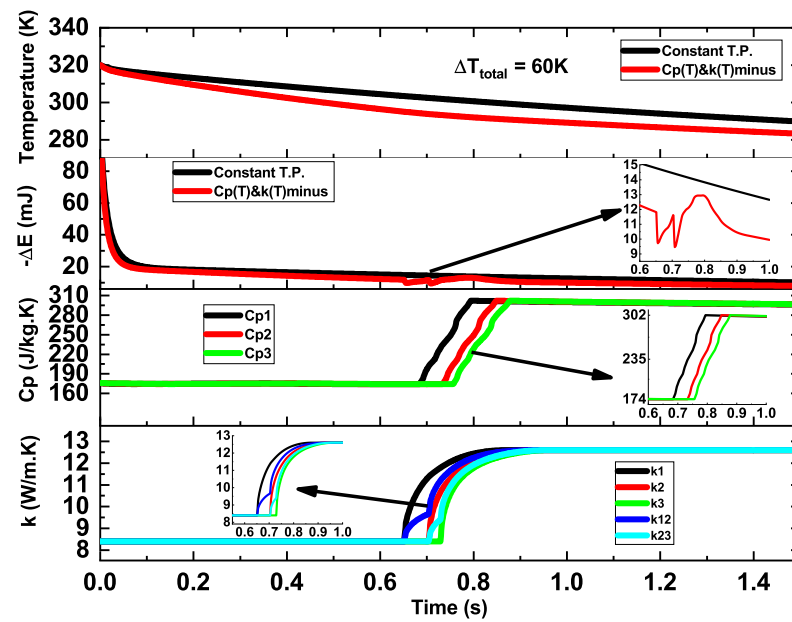 Temperature (K)
340
320
300
280
ΔTtotal = 60K
Constant T.P.
Cp(T)&k(T)minus
-ΔE (mJ)
80
60
40
20
Constant T.P.
Cp(T)&k(T)minus
15
14
13
12
11
10
9
0.6 0.7 0.8 0.9 1.0
Cp (J/kg.K)
310
280
250
220
190
160
Cp1
Cp2
Cp3
302
235
174
0.6 0.7 0.8 0.9 1.0
k (W/m.K)
13
12
11
10
9
8
13
12
11
10
9
8
0.6 0.7 0.8 0.9 1.0
k1
k2
k3
k12
k23
0.0 0.2 0.4 0.6 0.8 1.0 1.2 1.4
Time (s)